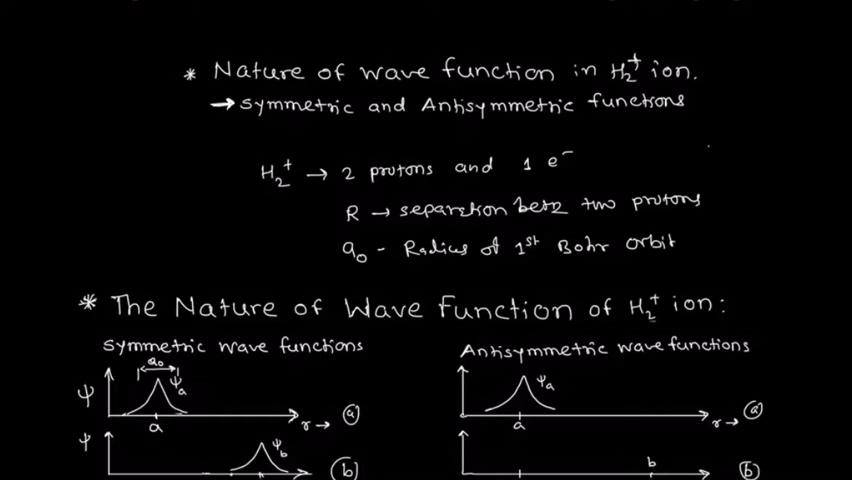 * Nature of wave function in H₂⁺ ion.
→ Symmetric and Antisymmetric functions
H₂⁺ → 2 protons and 1 e⁻
R → separation betⁿ two protons
a₀ - Radius of 1st Bohr orbit
* The Nature of Wave Function of H₂⁺ ion:
Symmetric wave functions
Antisymmetric wave functions
a₀
ψ ψa
a r → ⓐ
ψa
a r → ⓐ
ψ ψb
ⓑ
b
ⓑ